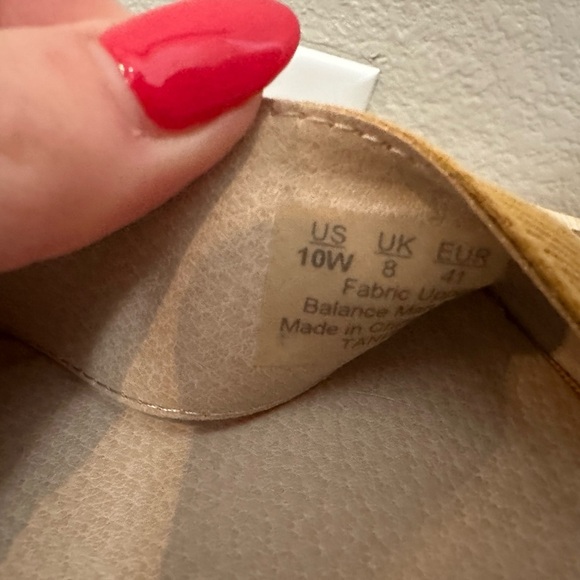 US UK EUR
10W 8 41
Fabric
Balance
Made in